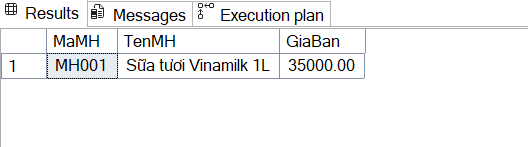 Results Messages Execution plan
MaMH TenMH GiaBan
1 MH001 Sữa tươi Vinamilk 1L 35000.00